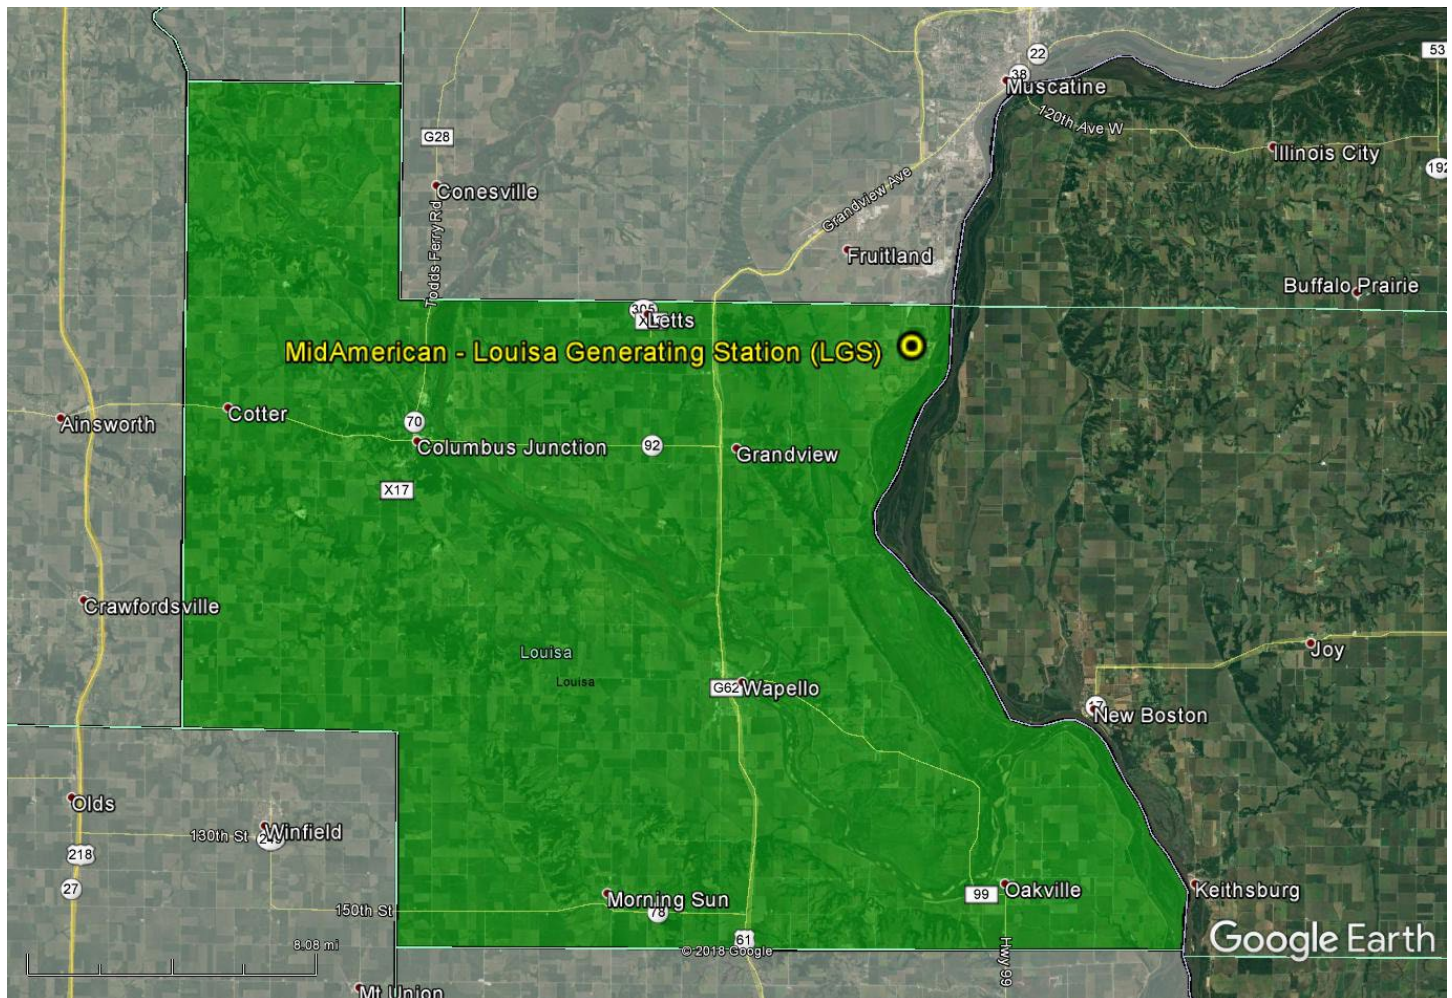 22
38
Muscatine
53
120th Ave W
G28
Illinois City
192
Conesville
Grandview Ave
Todds Ferry Rd
Fruitland
Buffalo Prairie
305
Letts
MidAmerican - Louisa Generating Station (LGS)
Cotter
Ainsworth
70
Columbus Junction
92
Grandview
X17
Crawfordsville
Louisa
Louisa
Joy
G62
Wapello
17
New Boston
Olds
130th St
Winfield
249
218
27
Morning Sun
99
Oakville
Keithsburg
150th St
78
8.08 mi
61
© 2018 Google
Hwy 99
Google Earth
Mt Union